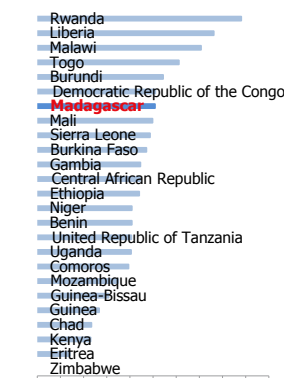 Rwanda
Liberia
Malawi
Togo
Burundi
Democratic Republic of the Congo
Madagascar
Mali
Sierra Leone
Burkina Faso
Gambia
Central African Republic
Ethiopia
Niger
Benin
United Republic of Tanzania
Uganda
Comoros
Mozambique
Guinea-Bissau
Guinea
Chad
Kenya
Eritrea
Zimbabwe